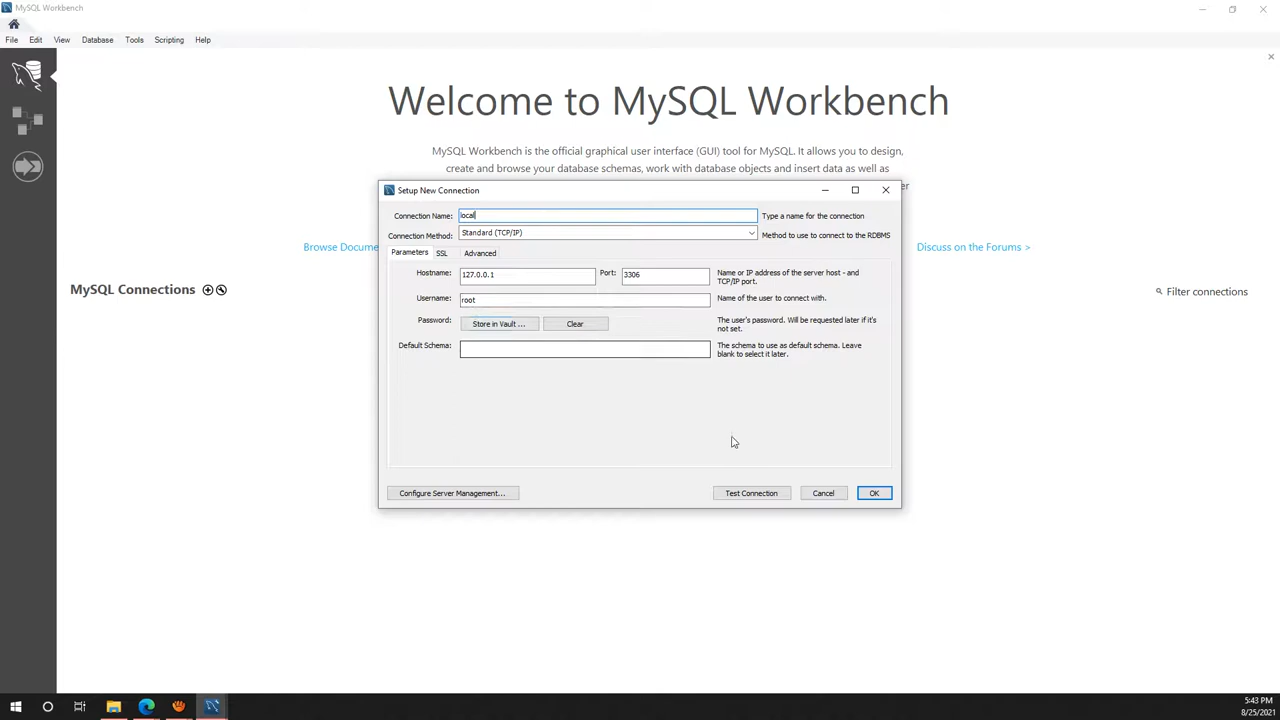 MySQL Workbench
File Edit View Database Tools Scripting Help
Welcome to MySQL Workbench
MySQL Workbench is the official graphical user interface (GUI) tool for MySQL. It allows you to design,
create and browse your database schemas, work with database objects and insert data as well as
Setup New Connection
Connection Name: local Type a name for the connection
Connection Method: Standard (TCP/IP) Method to use to connect to the RDBMS
Parameters SSL Advanced
Browse Docume
Discuss on the Forums >
Hostname: 127.0.0.1 Port: 3306 Name or IP address of the server host - and
TCP/IP port.
MySQL Connections
Filter connections
Username: root Name of the user to connect with.
Password: Store in Vault ... Clear The user's password. Will be requested later if it's
not set.
Default Schema: The schema to use as default schema. Leave
blank to select it later.
Configure Server Management... Test Connection Cancel OK
5:43 PM
8/25/2021